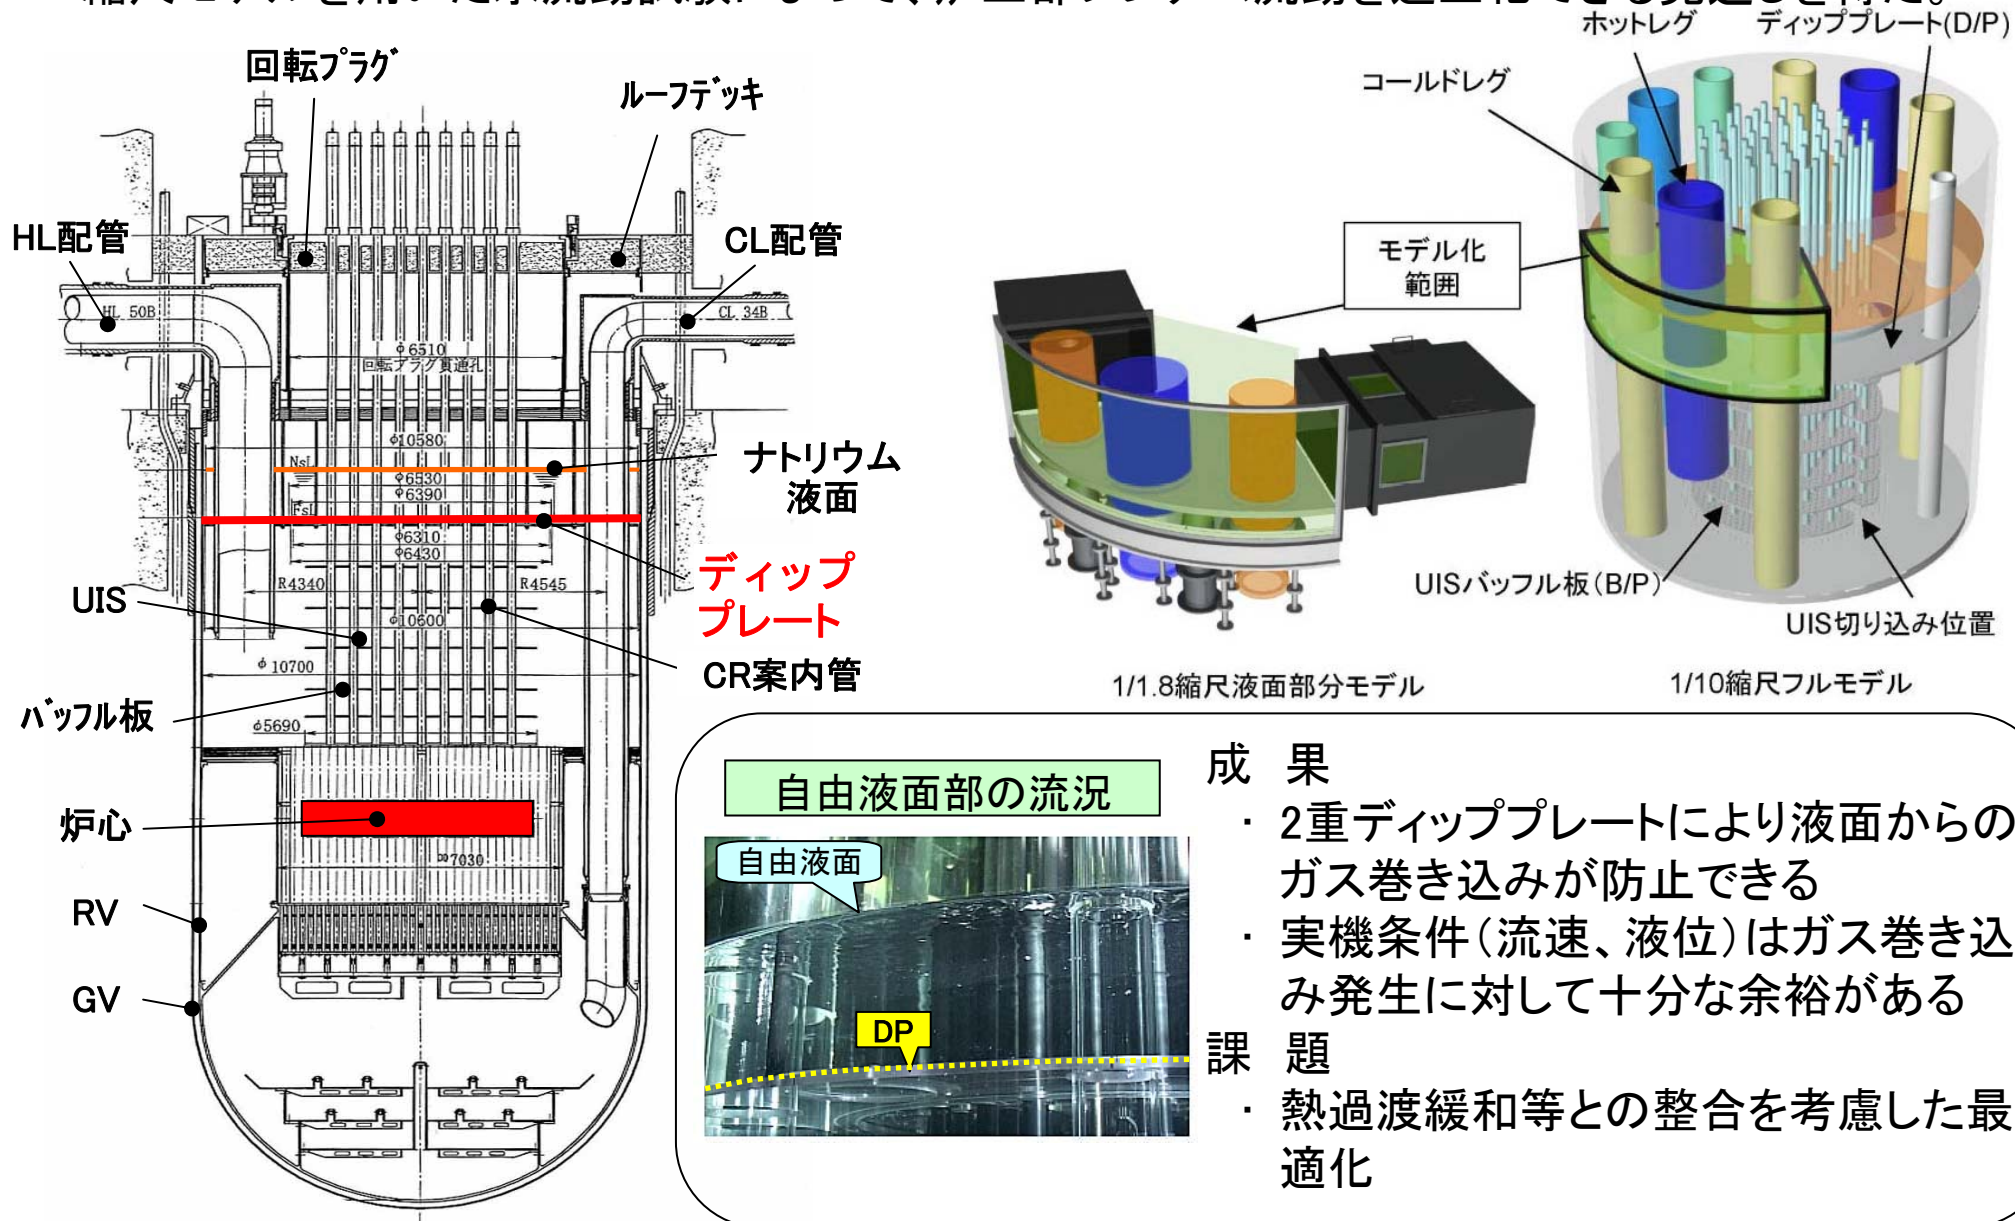 回転プラグ
ルーフデッキ
HL配管
CL配管
HL 50B
CL 34B
φ6510
回転プラグ貫通孔
φ10580
NsL
φ6530
φ6390
FsL
φ6310
φ6430
R4340
R4545
φ10600
φ10700
φ5690
7030
ナトリウム
液面
ディップ
プレート
UIS
CR案内管
バッフル板
炉心
RV
GV
ホットレグ
ディッププレート(D/P)
コールドレグ
モデル化
範囲
UISバッフル板(B/P)
UIS切り込み位置
1/1.8縮尺液面部分モデル
1/10縮尺フルモデル
自由液面部の流況
自由液面
DP
成 果
・ 2重ディッププレートにより液面からの
ガス巻き込みが防止できる
・ 実機条件(流速、液位)はガス巻き込
み発生に対して十分な余裕がある
課 題
・ 熱過渡緩和等との整合を考慮した最
適化